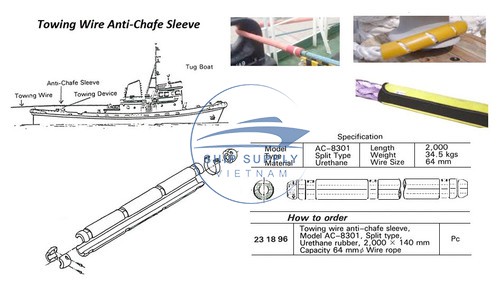 Towing Wire Anti-Chafe Sleeve
Tug Boat
Anti-Chafe Sleeve
Towing Wire
Towing Device
SHIP SUPPLY
VIETNAM
Specification
Model AC-8301 Length 2,000
Type Split Type Weight 34.5 kgs
Material Urethane Wire Size 64 mm
How to order
23 18 96
Towing wire anti-chafe sleeve,
Model AC-8301, Split type,
Urethane rubber, 2,000 × 140 mm
Capacity 64 mmφ Wire rope
Pc